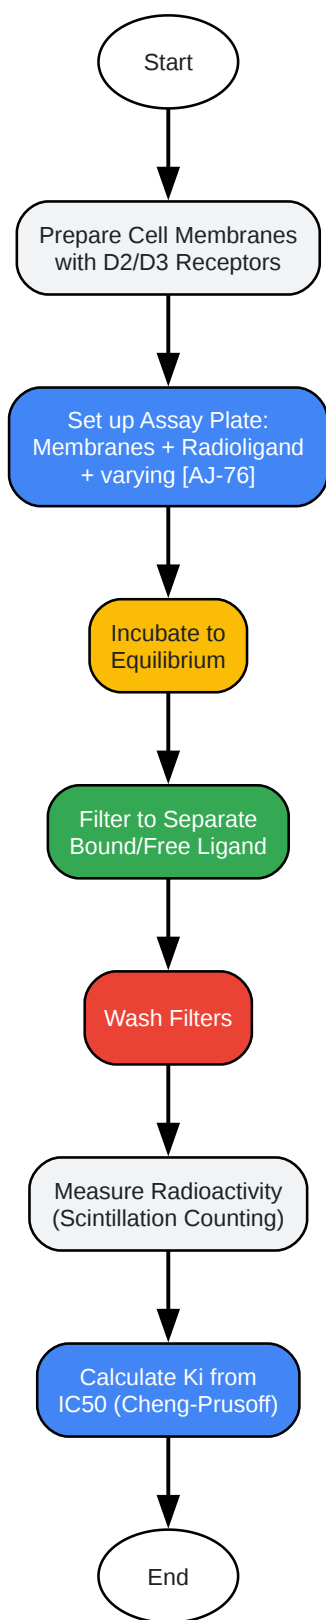 Start
Prepare Cell Membranes
with D2/D3 Receptors
Set up Assay Plate:
Membranes + Radioligand
+ varying [AJ-76]
Incubate to
Equilibrium
Filter to Separate
Bound/Free Ligand
Wash Filters
Measure Radioactivity
(Scintillation Counting)
Calculate Ki from
IC50 (Cheng-Prusoff)
End